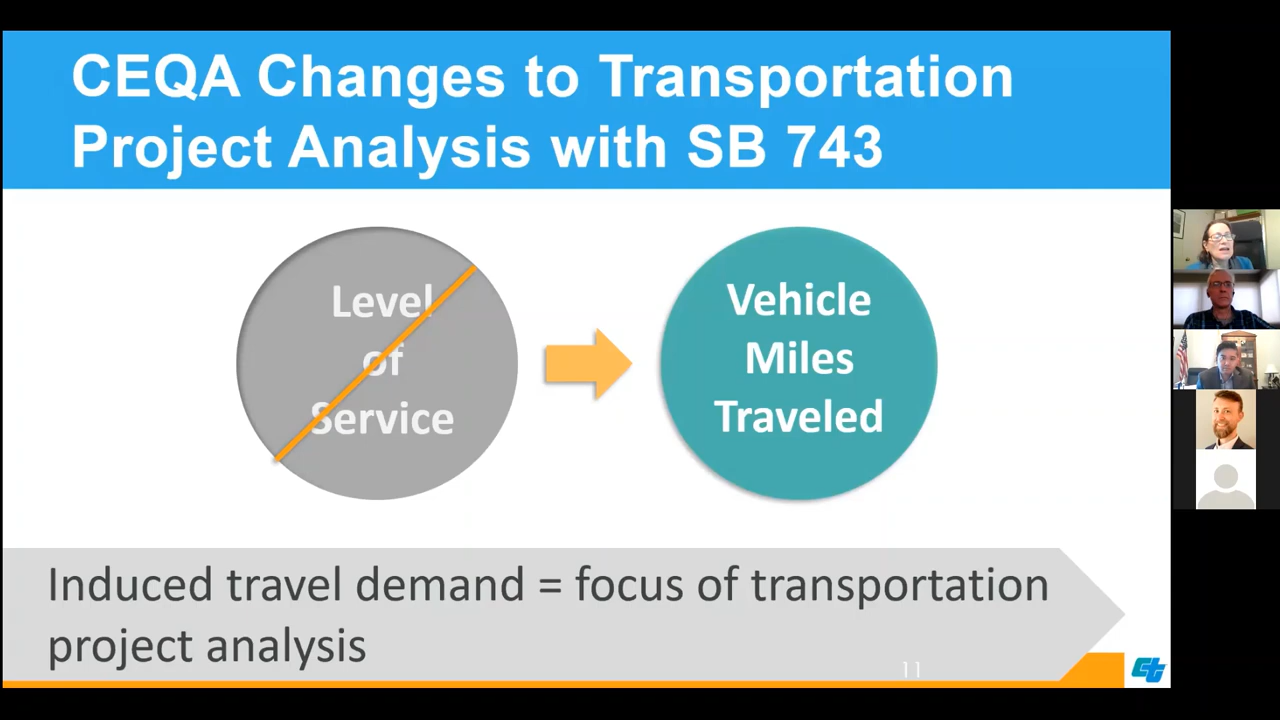 CEQA Changes to Transportation
Project Analysis with SB 743
Level
of
Service
Vehicle
Miles
Traveled
Induced travel demand = focus of transportation
project analysis
11